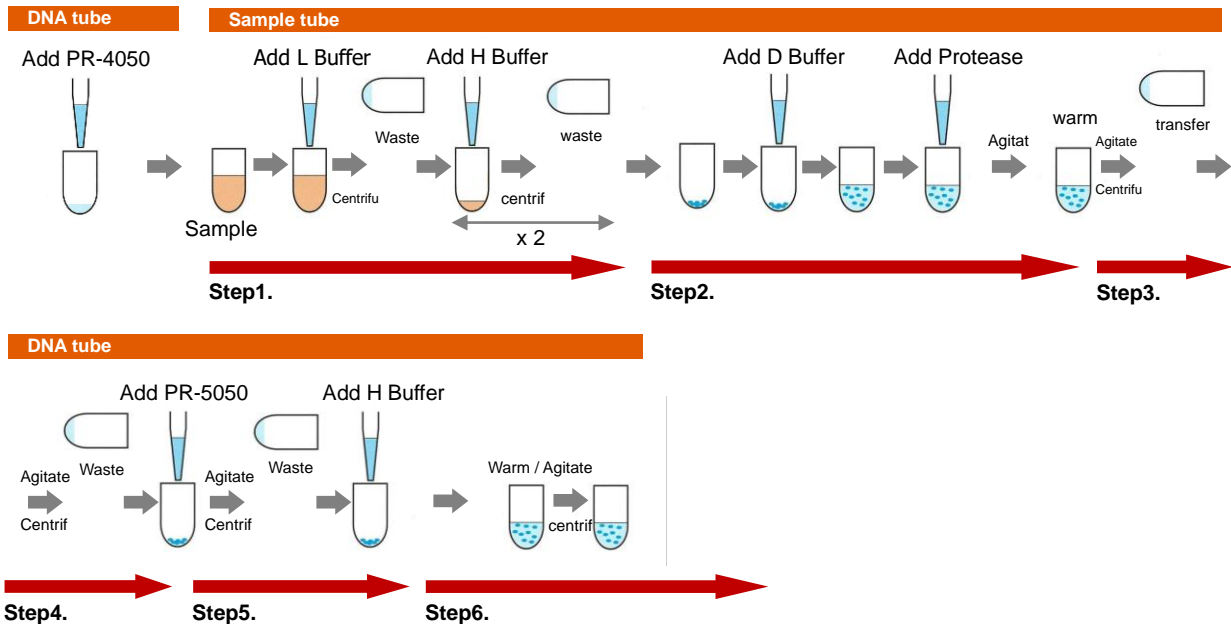 DNA tube
Sample tube
Add PR-4050
Add L Buffer
Add H Buffer
Add D Buffer
Add Protease
Waste
waste
transfer
warm
Agitat
Agitate
Centrifu
centrif
Centrifu
Sample
x 2
Step1.
Step2.
Step3.
DNA tube
Add PR-5050
Add H Buffer
Agitate
Waste
Agitate
Waste
Warm / Agitate
Centrif
Centrif
centrif
Step4.
Step5.
Step6.